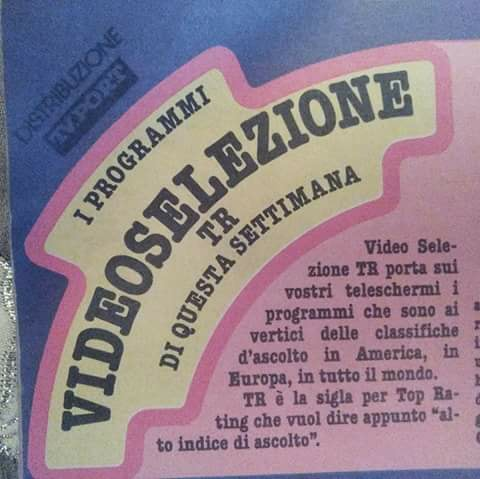 DISTRIBUZIONE
TVPORT
I PROGRAMMI
VIDEOSELEZIONE
TR
DI QUESTA SETTIMANA
Video Sele-
zione TR porta sui
vostri teleschermi i
programmi che sono ai
vertici delle classifiche
d'ascolto in America, in
Europa, in tutto il mondo.
TR è la sigla per Top Ra-
ting che vuol dire appunto "al-
to indice di ascolto".